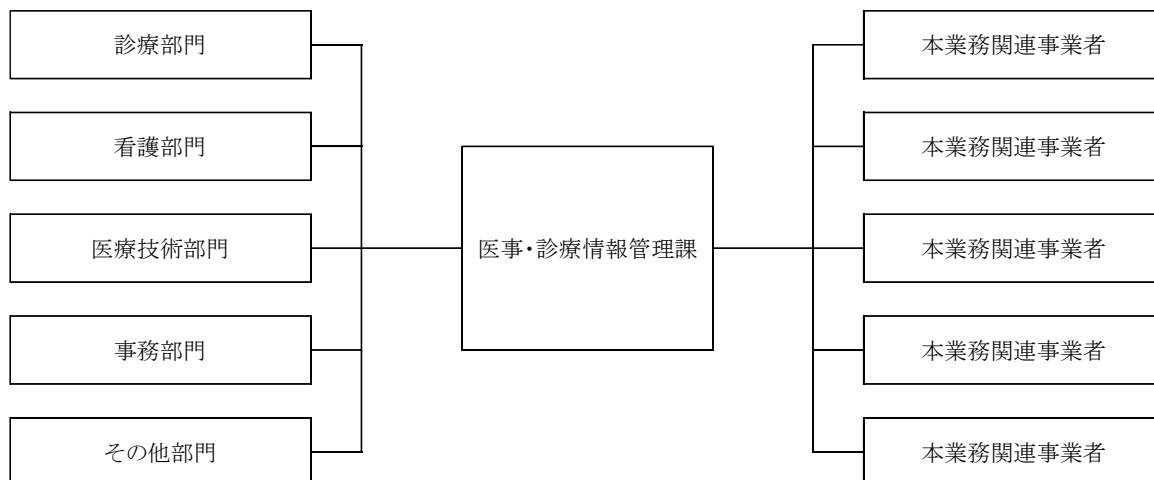 診療部門
看護部門
医療技術部門
事務部門
その他部門
医事・診療情報管理課
本業務関連事業者
本業務関連事業者
本業務関連事業者
本業務関連事業者
本業務関連事業者